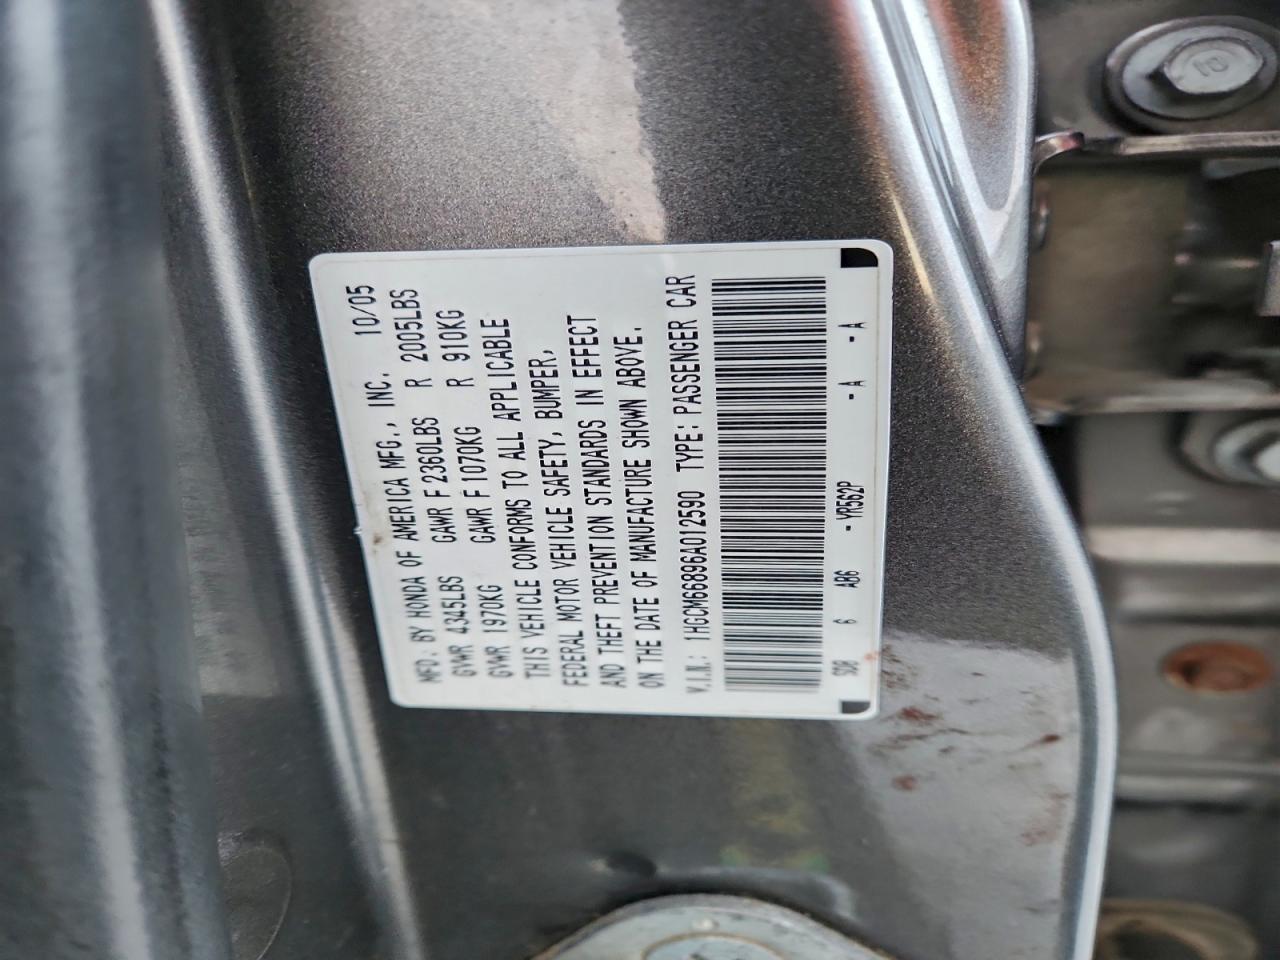 MFD. BY HONDA OF AMERICA MFG., INC. 10/05
GVWR 4345LBS GAWR F 2360LBS R 2005LBS
GVWR 1970KG GAWR F 1070KG R 910KG
THIS VEHICLE CONFORMS TO ALL APPLICABLE
FEDERAL MOTOR VEHICLE SAFETY, BUMPER,
AND THEFT PREVENTION STANDARDS IN EFFECT
ON THE DATE OF MANUFACTURE SHOWN ABOVE.
V.I.N.: 1HGCM66896A012590 TYPE: PASSENGER CAR
SD8 6 AB6 -YR562P -A -A